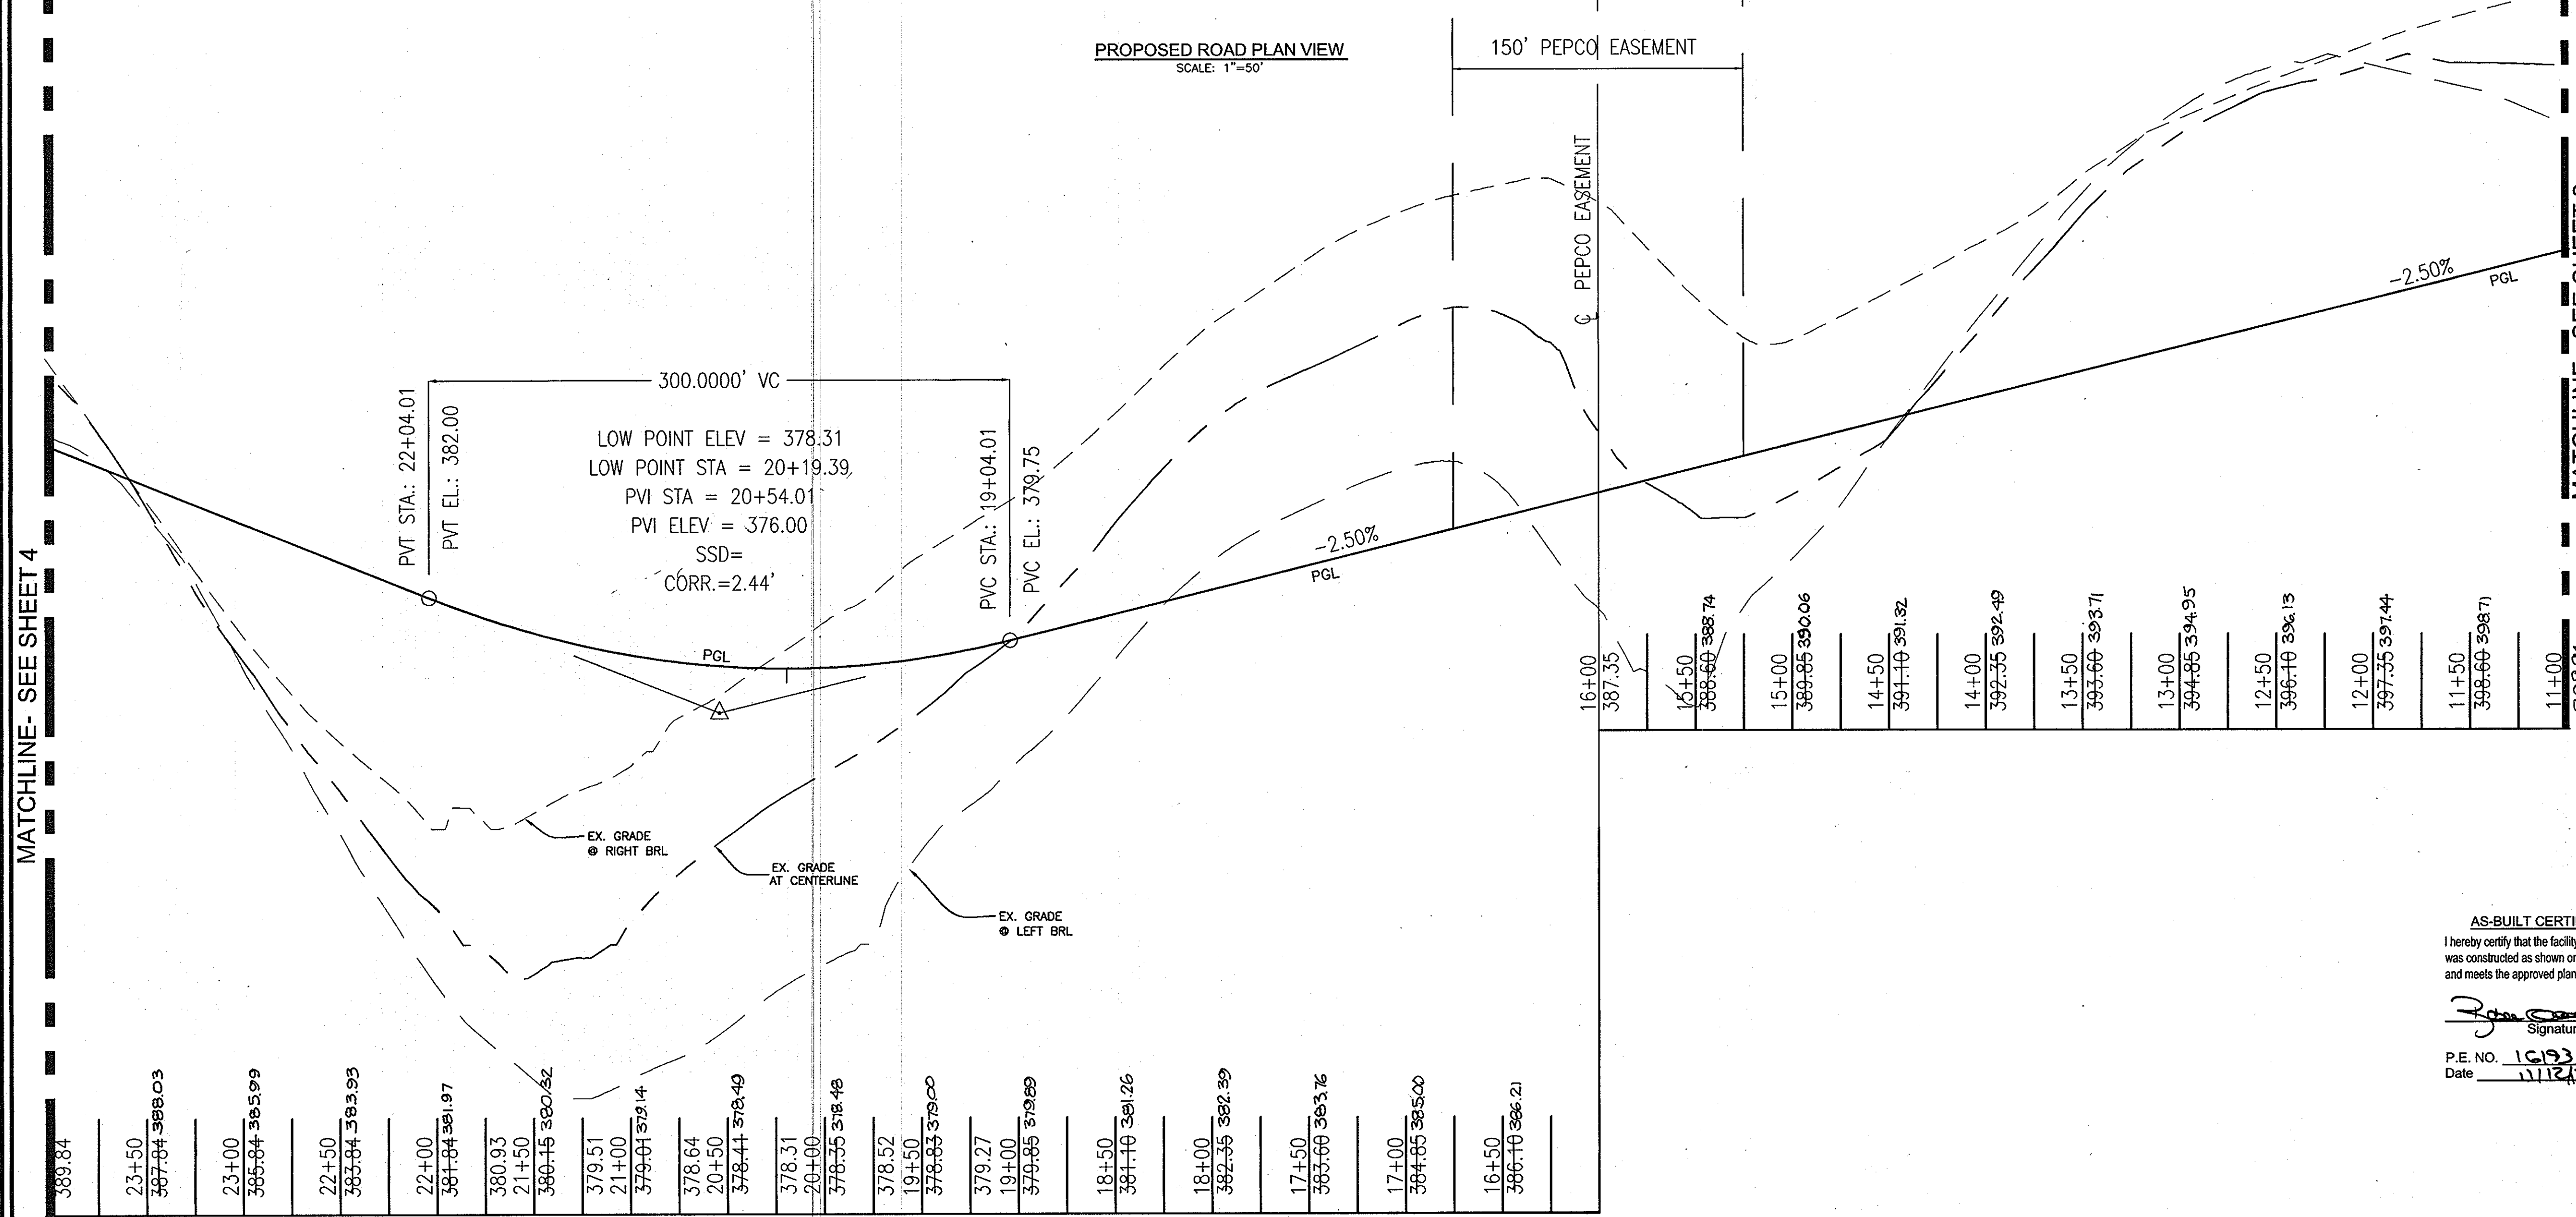 PROPOSED ROAD PLAN VIEW
SCALE: 1"=50'
150' PEPCO EASEMENT
℄ PEPCO EASEMENT
-2.50%
PGL
300.0000' VC
PVT STA.: 22+04.01
PVT EL.: 382.00
LOW POINT ELEV = 378.31
LOW POINT STA = 20+19.39
PVI STA = 20+54.01
PVI ELEV = 376.00
SSD=
CORR.=2.44'
PVC STA.: 19+04.01
PVC EL.: 379.75
-2.50%
PGL
PGL
MATCHLINE- SEE SHEET 4
EX. GRADE
@ RIGHT BRL
EX. GRADE
AT CENTERLINE
EX. GRADE
@ LEFT BRL
16+00
387.35
15+50
388.60 388.74
15+00
389.85 390.06
14+50
391.10 391.32
14+00
392.35 392.49
13+50
393.60 393.71
13+00
394.85 394.95
12+50
396.10 396.13
12+00
397.35 397.44
11+50
398.60 398.71
11+00
AS-BUILT CERTI
I hereby certify that the facility
was constructed as shown on
and meets the approved plan
Signatur
P.E. NO. 16193
Date 11/12/
389.84
23+50
387.84 388.03
23+00
385.84 385.99
22+50
383.84 383.93
22+00
381.84 381.97
380.93
21+50
380.15 380.32
379.51
21+00
379.01 379.14
378.64
20+50
378.41 378.49
378.31
20+00
378.35 378.48
378.52
19+50
378.83 379.00
379.27
19+00
379.85 379.89
18+50
381.10 381.26
18+00
382.35 382.39
17+50
383.60 383.76
17+00
384.85 385.00
16+50
386.10 386.21